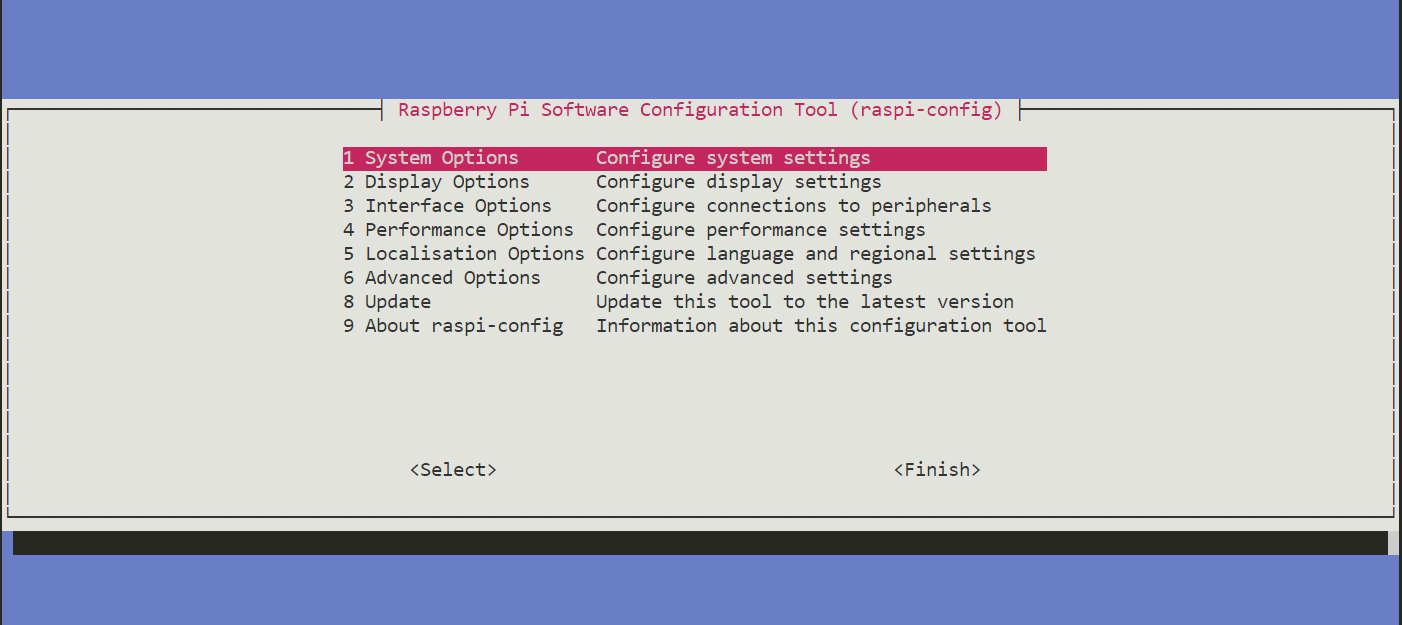 Raspberry Pi Software Configuration Tool (raspi-config)
1 System Options Configure system settings
2 Display Options Configure display settings
3 Interface Options Configure connections to peripherals
4 Performance Options Configure performance settings
5 Localisation Options Configure language and regional settings
6 Advanced Options Configure advanced settings
8 Update Update this tool to the latest version
9 About raspi-config Information about this configuration tool
<Select> <Finish>